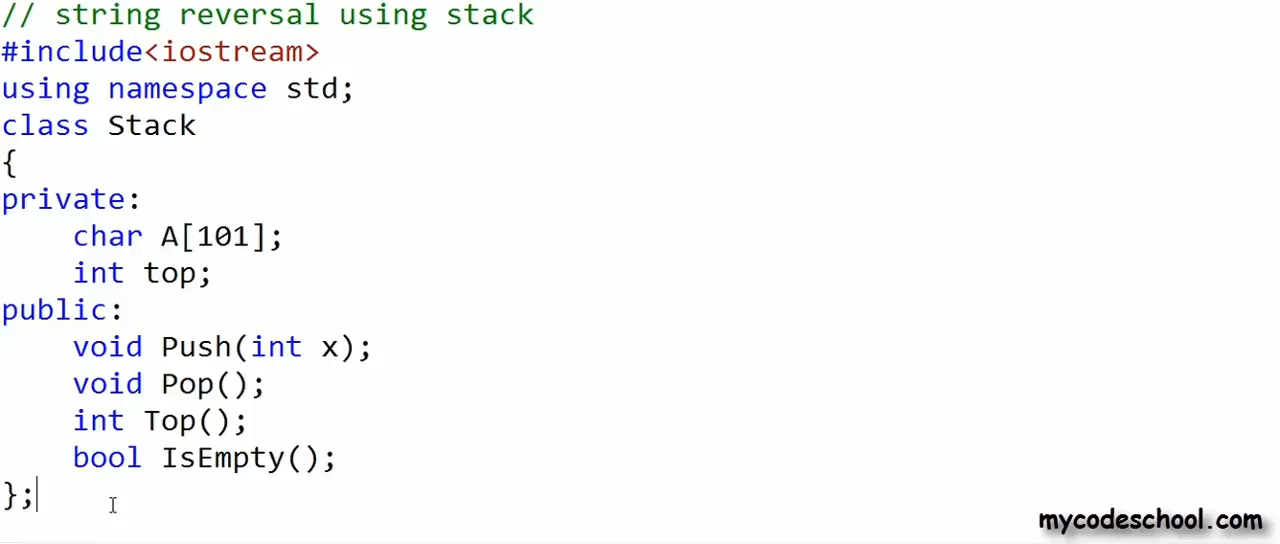 // string reversal using stack
#include<iostream>
using namespace std;
class Stack
{
private:
    char A[101];
    int top;
public:
    void Push(int x);
    void Pop();
    int Top();
    bool IsEmpty();
};
mycodeschool.com